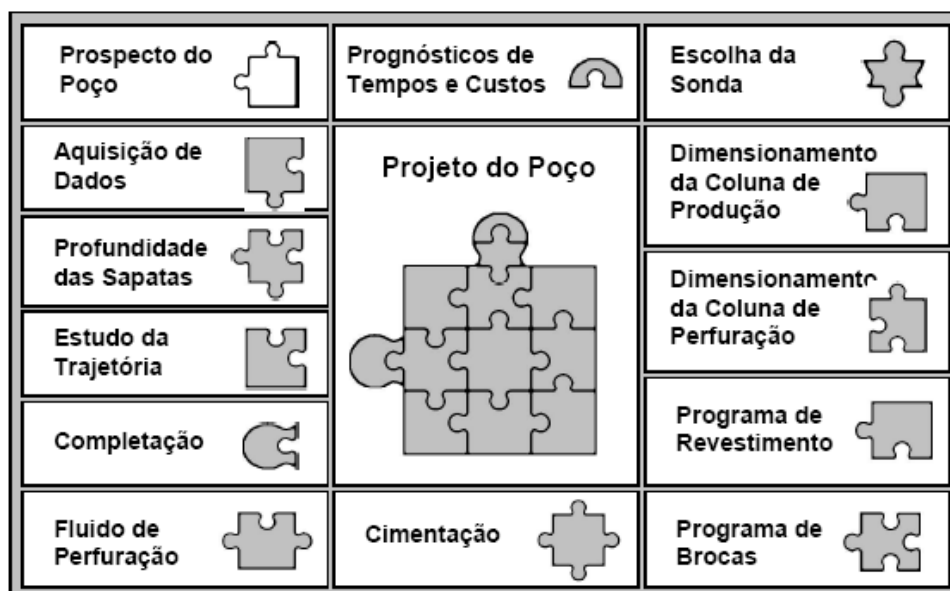 Prospecto do
Poço
Prognósticos de
Tempos e Custos
Escolha da
Sonda
Aquisição de
Dados
Projeto do Poço
Dimensionamento
da Coluna de
Produção
Profundidade
das Sapatas
Dimensionamento
da Coluna de
Perfuração
Estudo da
Trajetória
Completação
Programa de
Revestimento
Fluido de
Perfuração
Cimentação
Programa de
Brocas